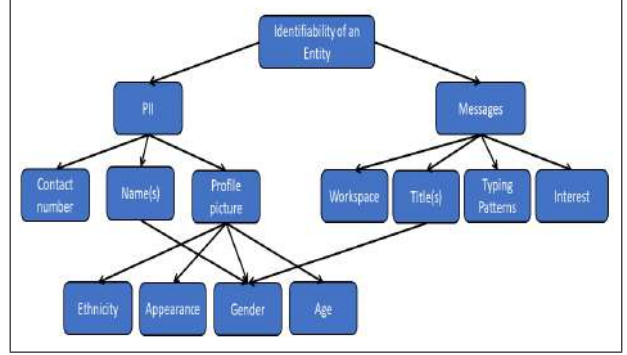 Identifiability of an
Entity
PII
Messages
Contact
number
Name(s)
Profile
picture
Workspace
Title(s)
Typing
Patterns
Interest
Ethnicity
Appearance
Gender
Age